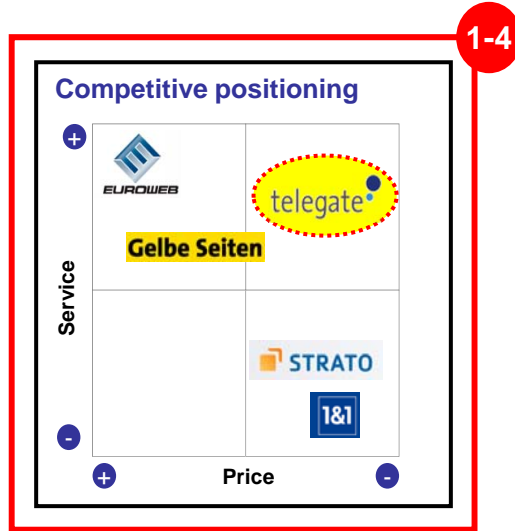 1-4
Competitive positioning
+
EUROWEB
telegate
Gelbe Seiten
Service
STRATO
1&1
-
+
Price
-